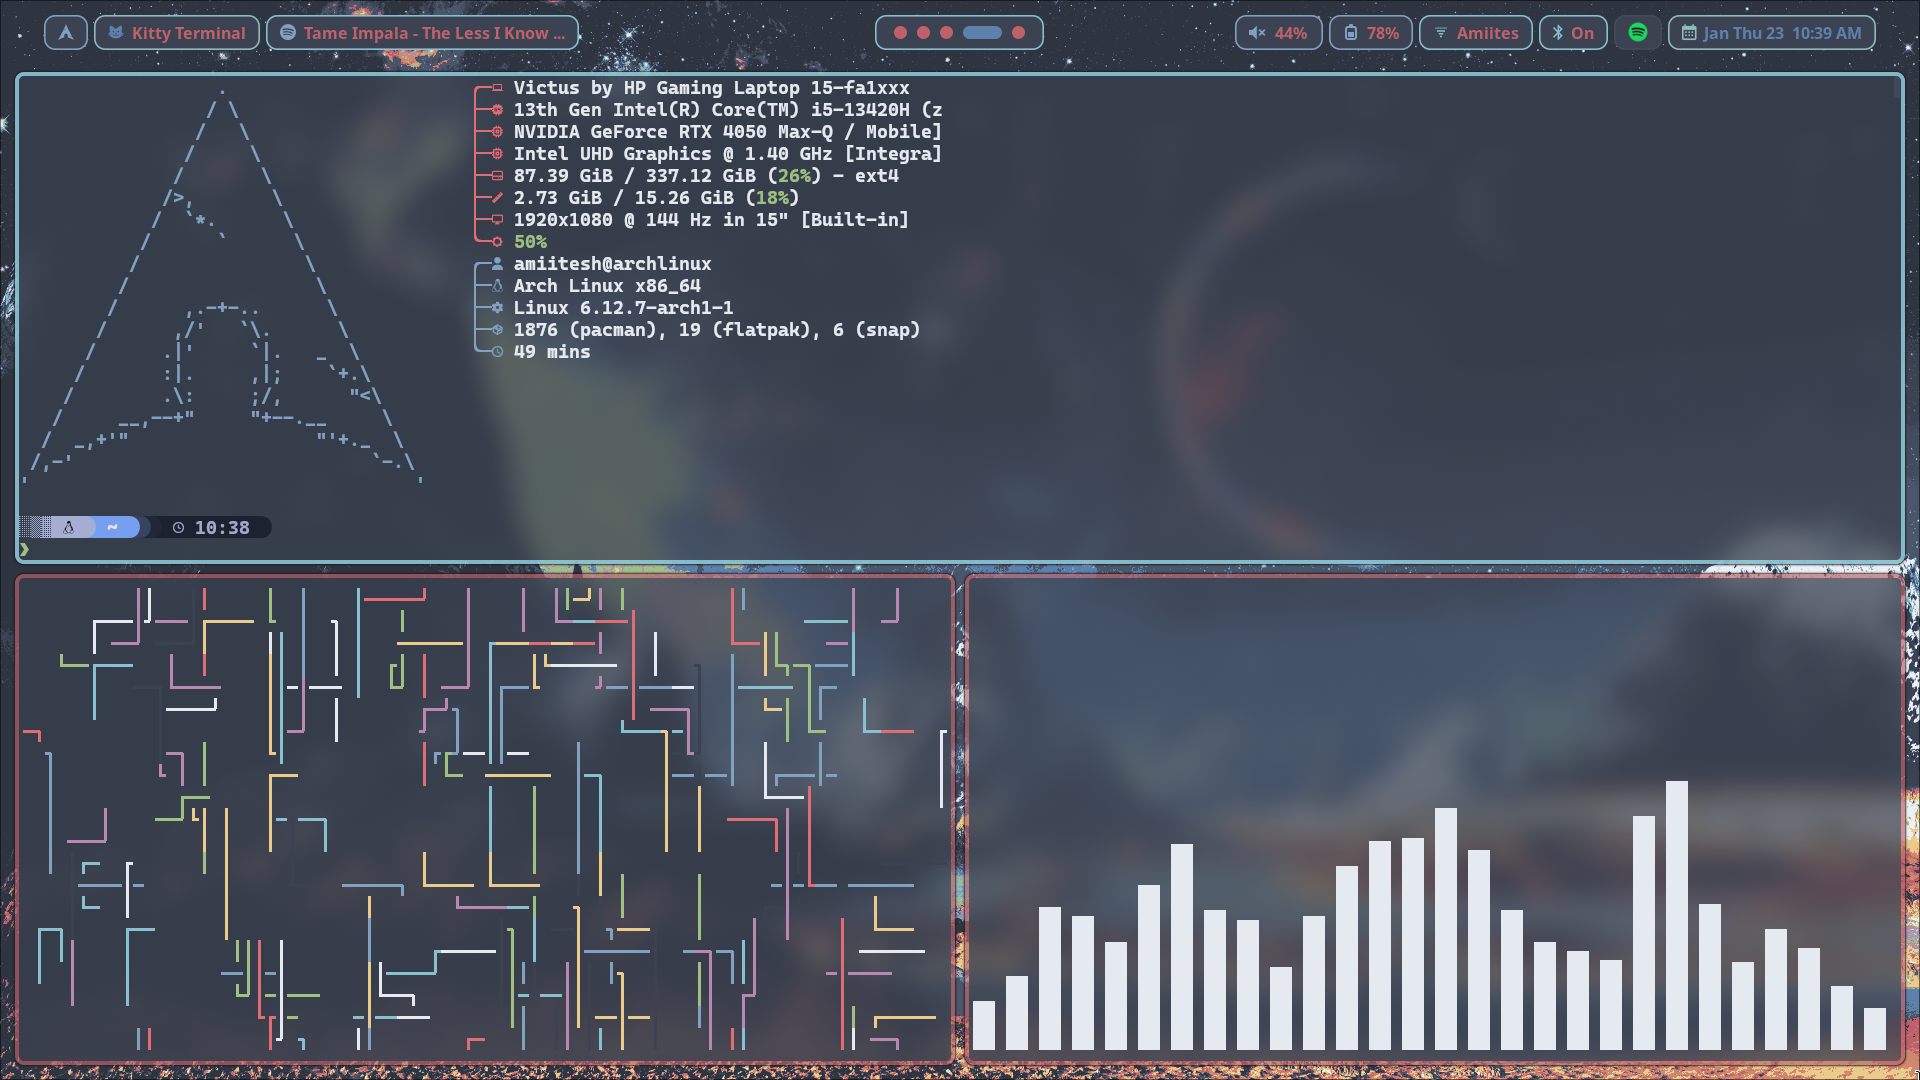 Kitty Terminal
Tame Impala - The Less I Know ...
44%
78%
Amiites
On
Jan Thu 23 10:39 AM
Victus by HP Gaming Laptop 15-fa1xxx
13th Gen Intel(R) Core(TM) i5-13420H (z
NVIDIA GeForce RTX 4050 Max-Q / Mobile]
Intel UHD Graphics @ 1.40 GHz [Integra]
87.39 GiB / 337.12 GiB (26%) - ext4
2.73 GiB / 15.26 GiB (18%)
1920x1080 @ 144 Hz in 15" [Built-in]
50%
amiitesh@archlinux
Arch Linux x86_64
Linux 6.12.7-arch1-1
1876 (pacman), 19 (flatpak), 6 (snap)
49 mins
~ 10:38
❯